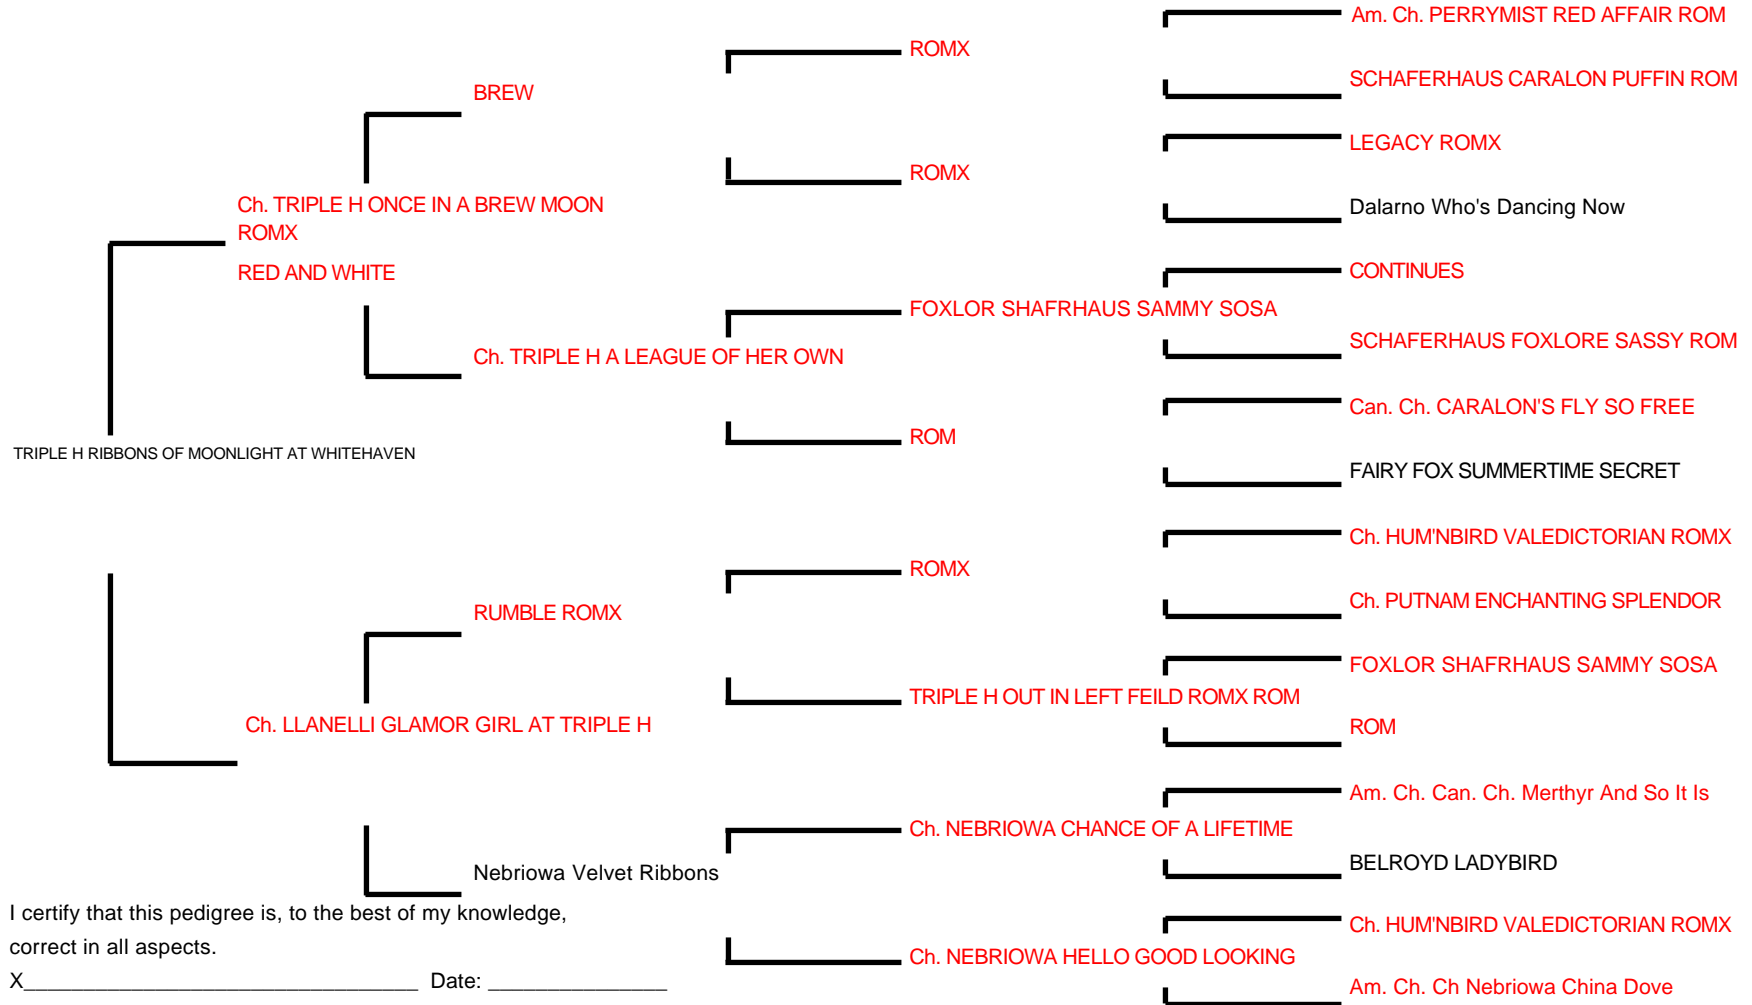 Am. Ch. PERRYMIST RED AFFAIR ROM
ROMX
SCHAFERHAUS CARALON PUFFIN ROM
BREW
LEGACY ROMX
ROMX
Dalarno Who's Dancing Now
Ch. TRIPLE H ONCE IN A BREW MOON
ROMX
RED AND WHITE
CONTINUES
FOXLOR SHAFRHAUS SAMMY SOSA
SCHAFERHAUS FOXLORE SASSY ROM
Ch. TRIPLE H A LEAGUE OF HER OWN
Can. Ch. CARALON'S FLY SO FREE
ROM
FAIRY FOX SUMMERTIME SECRET
TRIPLE H RIBBONS OF MOONLIGHT AT WHITEHAVEN
Ch. HUM'NBIRD VALEDICTORIAN ROMX
ROMX
Ch. PUTNAM ENCHANTING SPLENDOR
RUMBLE ROMX
FOXLOR SHAFRHAUS SAMMY SOSA
TRIPLE H OUT IN LEFT FEILD ROMX ROM
ROM
Ch. LLANELLI GLAMOR GIRL AT TRIPLE H
Am. Ch. Can. Ch. Merthyr And So It Is
Ch. NEBRIOWA CHANCE OF A LIFETIME
BELROYD LADYBIRD
Nebriowa Velvet Ribbons
Ch. HUM'NBIRD VALEDICTORIAN ROMX
Ch. NEBRIOWA HELLO GOOD LOOKING
Am. Ch. Ch Nebriowa China Dove
I certify that this pedigree is, to the best of my knowledge,
correct in all aspects.
X_________________________________ Date: _______________